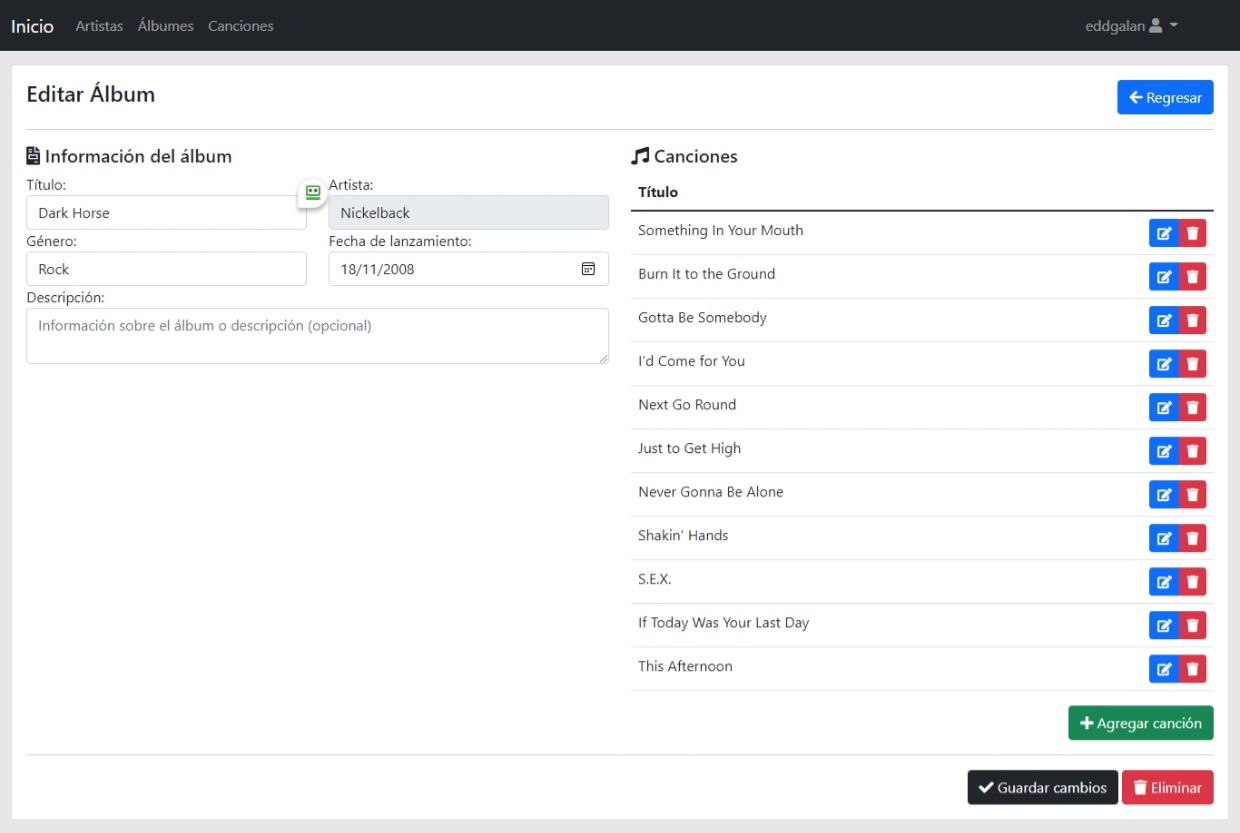 Inicio Artistas Álbumes Canciones eddgalan
Editar Álbum
Regresar
Información del álbum
Título:
Artista:
Dark Horse
Nickelback
Género:
Fecha de lanzamiento:
Rock
18/11/2008
Descripción:
Información sobre el álbum o descripción (opcional)
Canciones
Título
Something In Your Mouth
Burn It to the Ground
Gotta Be Somebody
I'd Come for You
Next Go Round
Just to Get High
Never Gonna Be Alone
Shakin' Hands
S.E.X.
If Today Was Your Last Day
This Afternoon
Agregar canción
Guardar cambios
Eliminar